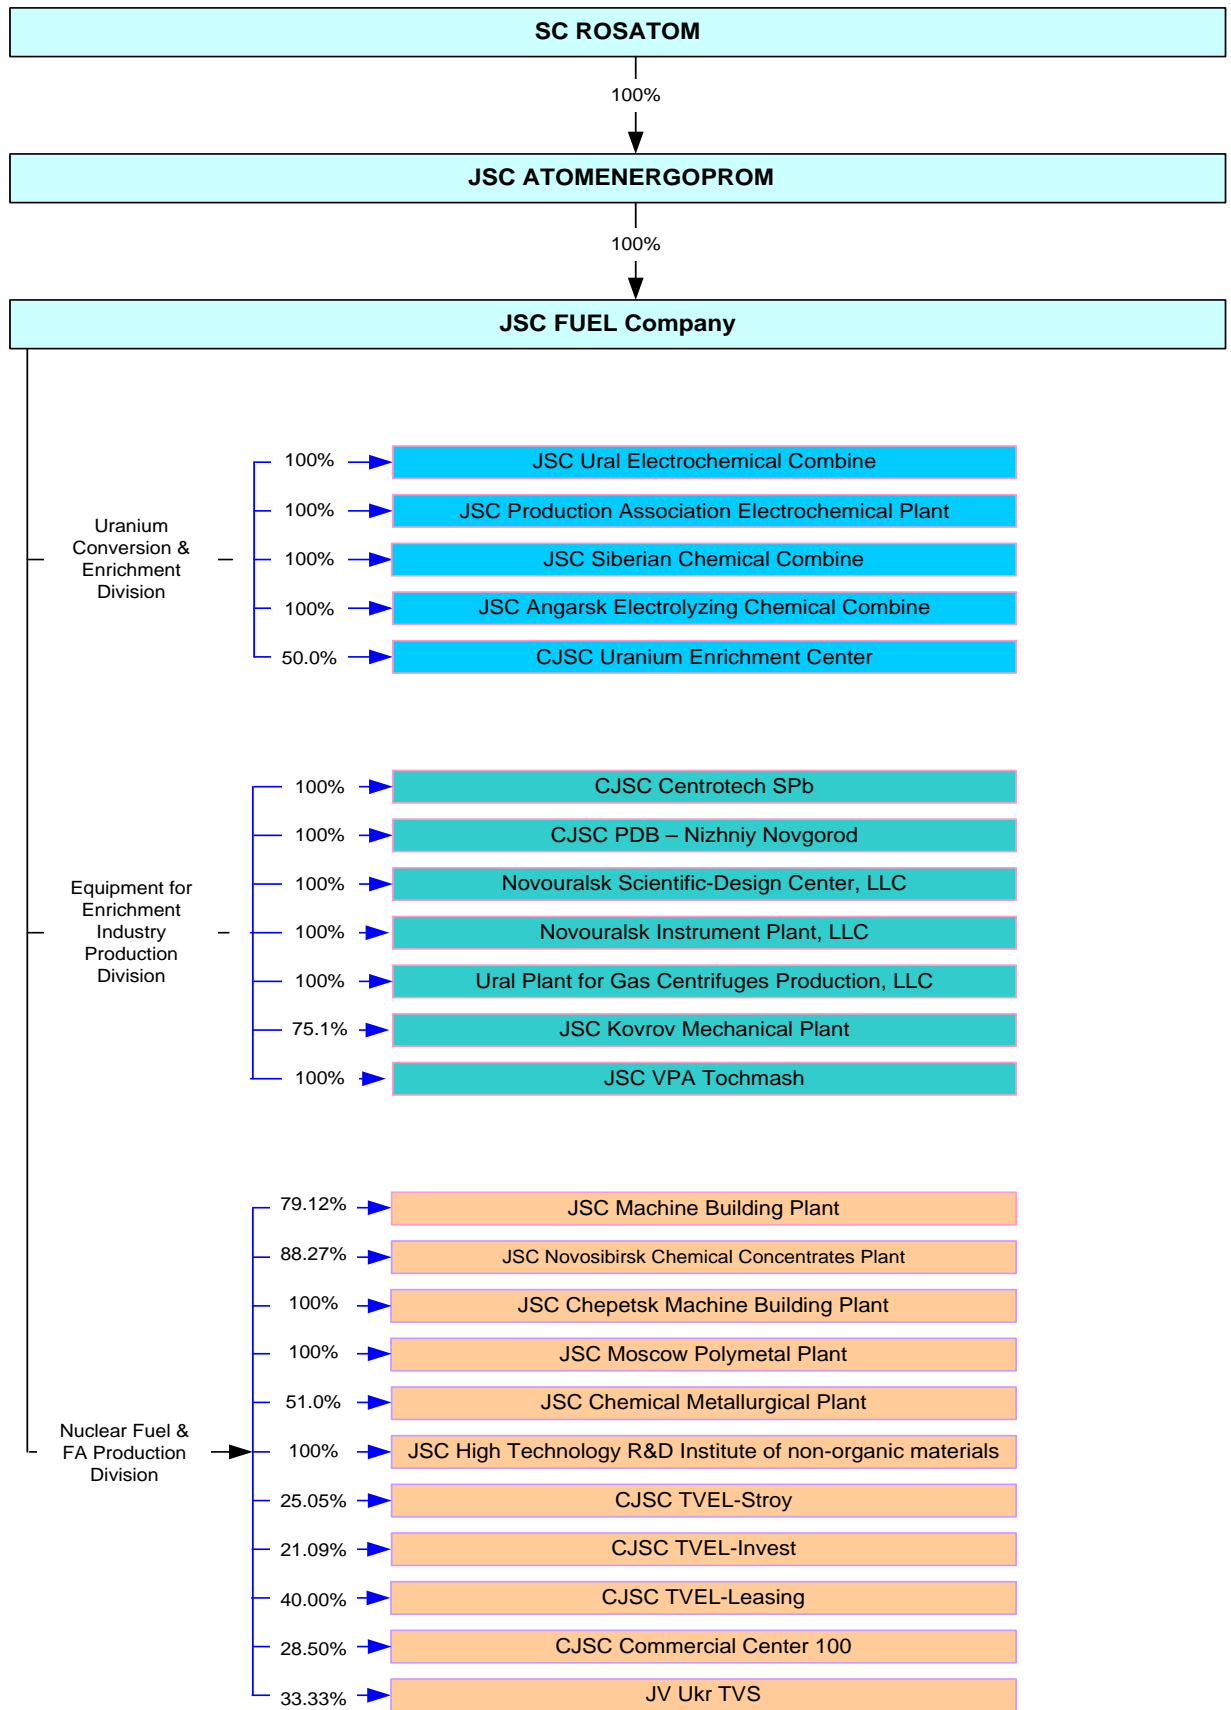 SC ROSATOM
100%
JSC ATOMENERGOPROM
100%
JSC FUEL Company
Uranium
Conversion &
Enrichment
Division
100%
JSC Ural Electrochemical Combine
100%
JSC Production Association Electrochemical Plant
100%
JSC Siberian Chemical Combine
100%
JSC Angarsk Electrolyzing Chemical Combine
50.0%
CJSC Uranium Enrichment Center
Equipment for
Enrichment
Industry
Production
Division
100%
CJSC Centrotech SPb
100%
CJSC PDB – Nizhniy Novgorod
100%
Novouralsk Scientific-Design Center, LLC
100%
Novouralsk Instrument Plant, LLC
100%
Ural Plant for Gas Centrifuges Production, LLC
75.1%
JSC Kovrov Mechanical Plant
100%
JSC VPA Tochmash
Nuclear Fuel &
FA Production
Division
79.12%
JSC Machine Building Plant
88.27%
JSC Novosibirsk Chemical Concentrates Plant
100%
JSC Chepetsk Machine Building Plant
100%
JSC Moscow Polymetal Plant
51.0%
JSC Chemical Metallurgical Plant
100%
JSC High Technology R&D Institute of non-organic materials
25.05%
CJSC TVEL-Stroy
21.09%
CJSC TVEL-Invest
40.00%
CJSC TVEL-Leasing
28.50%
CJSC Commercial Center 100
33.33%
JV Ukr TVS